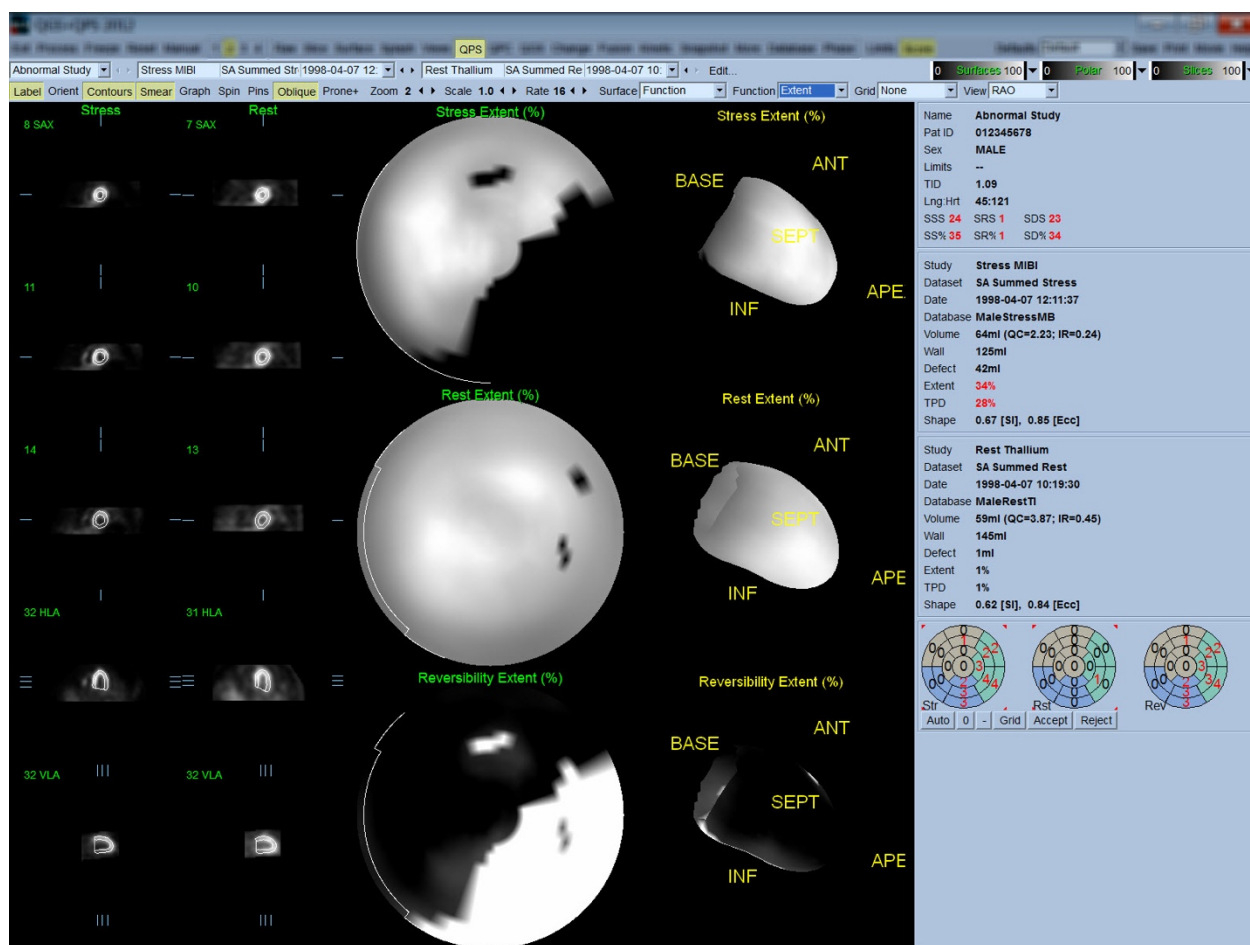 QGS+QPS 2012
QPS
Abnormal Study Stress MIBI SA Summed Str 1998-04-07 12: Rest Thallium SA Summed Re 1998-04-07 10: Edit... 0 Surfaces 100 0 Polar 100 0 Slices 100
Label Orient Contours Smear Graph Spin Pins Oblique Prone+ Zoom 2 Scale 1.0 Rate 16 Surface Function Function Extent Grid None View RAO
Stress Rest
8 SAX 7 SAX
11 10
14 13
32 HLA 31 HLA
32 VLA 32 VLA
Stress Extent (%)
Rest Extent (%)
Reversibility Extent (%)
Stress Extent (%)
ANT
BASE
SEPT
APE.
INF
Rest Extent (%)
ANT
BASE
SEPT
APE
INF
Reversibility Extent (%)
ANT
BASE
SEPT
APE
INF
Name Abnormal Study
Pat ID 012345678
Sex MALE
Limits --
TID 1.09
Lng:Hrt 45:121
SSS 24 SRS 1 SDS 23
SS% 35 SR% 1 SD% 34
Study Stress MIBI
Dataset SA Summed Stress
Date 1998-04-07 12:11:37
Database MaleStressMB
Volume 64ml (QC=2.23; IR=0.24)
Wall 125ml
Defect 42ml
Extent 34%
TPD 28%
Shape 0.67 [SI], 0.85 [Ecc]
Study Rest Thallium
Dataset SA Summed Rest
Date 1998-04-07 10:19:30
Database MaleRestTl
Volume 59ml (QC=3.87; IR=0.45)
Wall 145ml
Defect 1ml
Extent 1%
TPD 1%
Shape 0.62 [SI], 0.84 [Ecc]
Str Rst Rev
Auto 0 - Grid Accept Reject